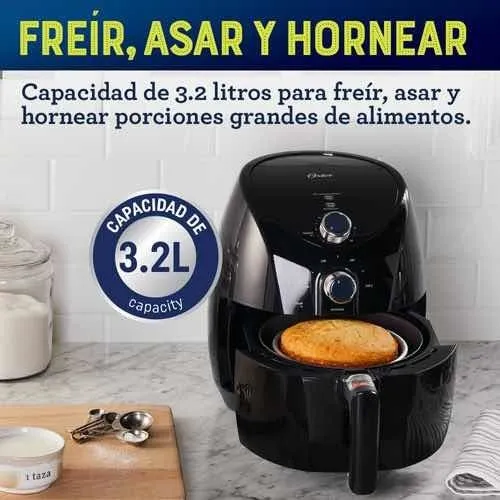 FREÍR, ASAR Y HORNEAR
Capacidad de 3.2 litros para freír, asar y
hornear porciones grandes de alimentos.
CAPACIDAD DE
3.2L
capacity
Oster
1 taza